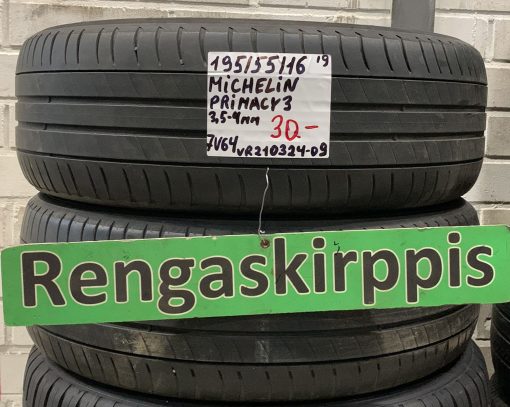 195/55/16 '19
MiCHELiN
PRiMACY3
3,5-4mm 30,-
7V64 VR210324-09
Rengaskirppis